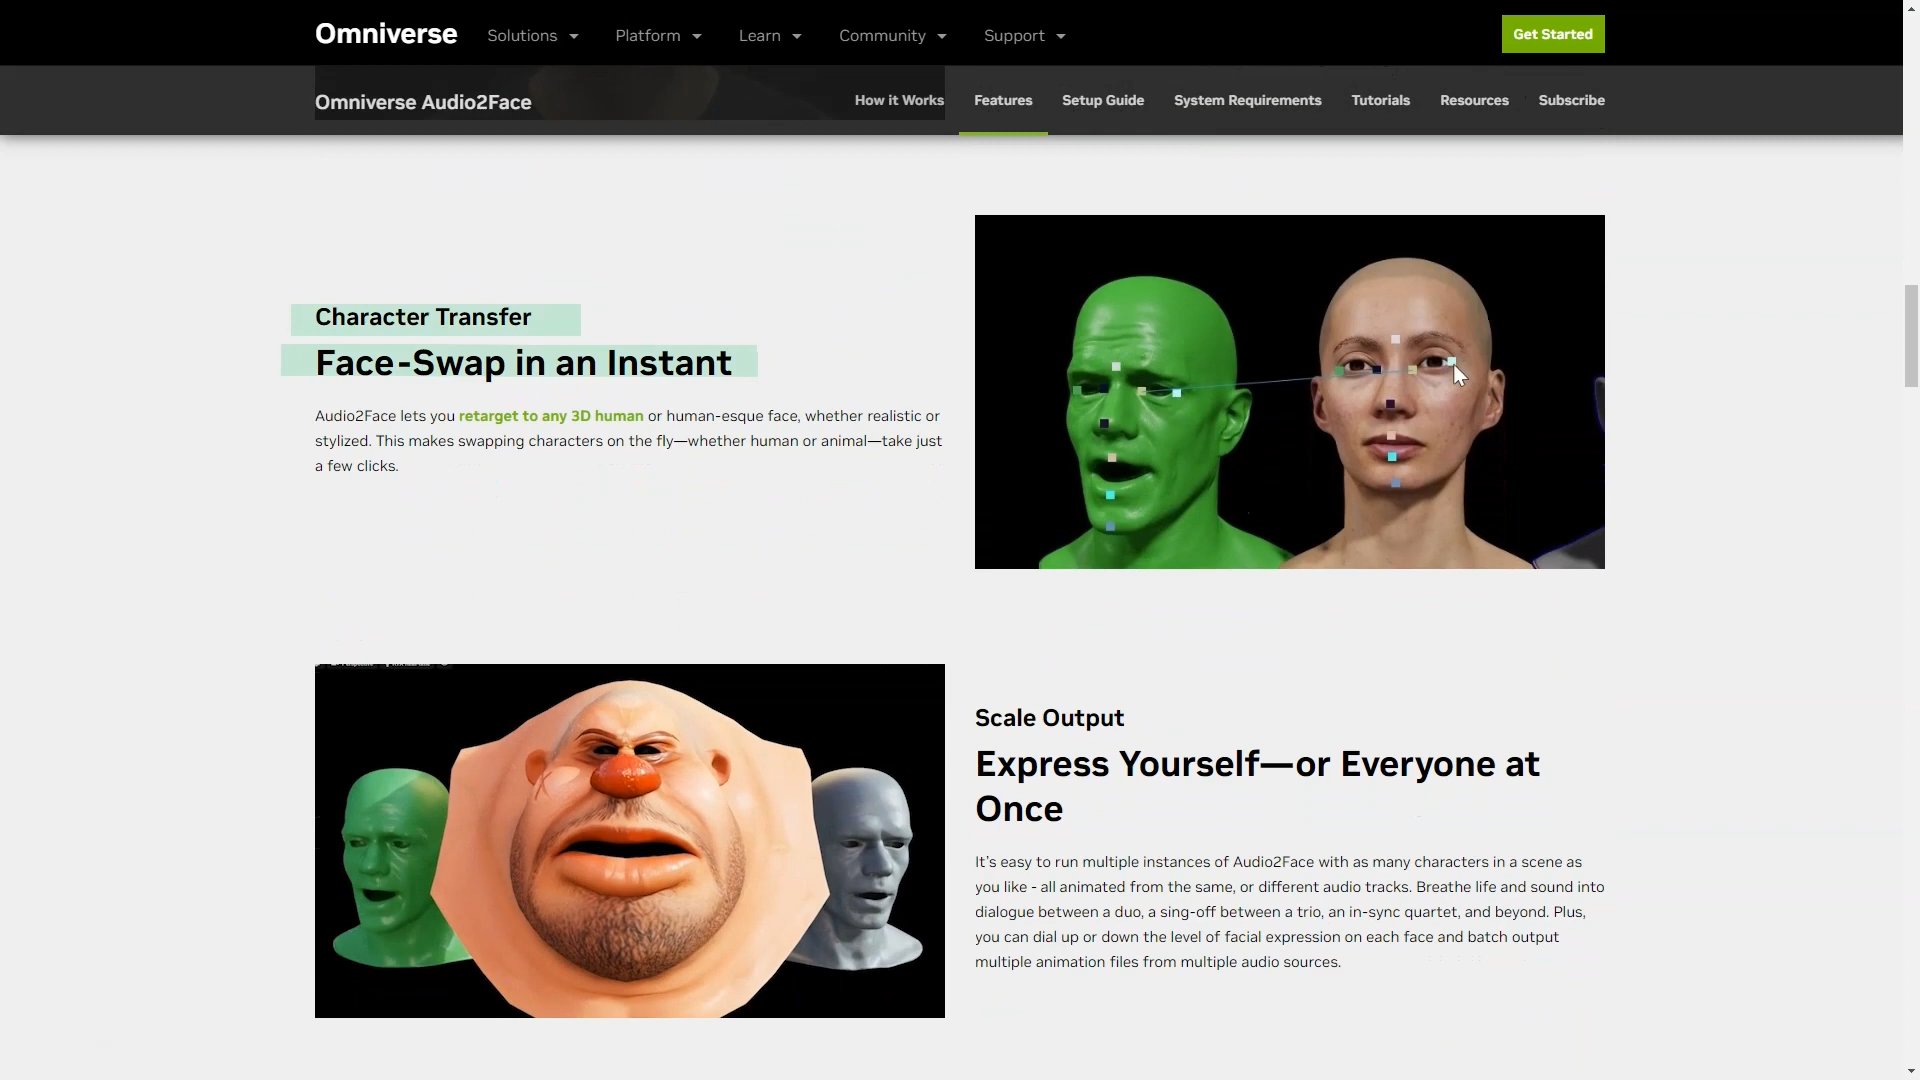 Omniverse
Solutions
Platform
Learn
Community
Support
Get Started
Omniverse Audio2Face
How it Works
Features
Setup Guide
System Requirements
Tutorials
Resources
Subscribe
Character Transfer
Face-Swap in an Instant
Audio2Face lets you retarget to any 3D human or human-esque face, whether realistic or
stylized. This makes swapping characters on the fly—whether human or animal—take just
a few clicks.
Scale Output
Express Yourself—or Everyone at
Once
It's easy to run multiple instances of Audio2Face with as many characters in a scene as
you like - all animated from the same, or different audio tracks. Breathe life and sound into
dialogue between a duo, a sing-off between a trio, an in-sync quartet, and beyond. Plus,
you can dial up or down the level of facial expression on each face and batch output
multiple animation files from multiple audio sources.